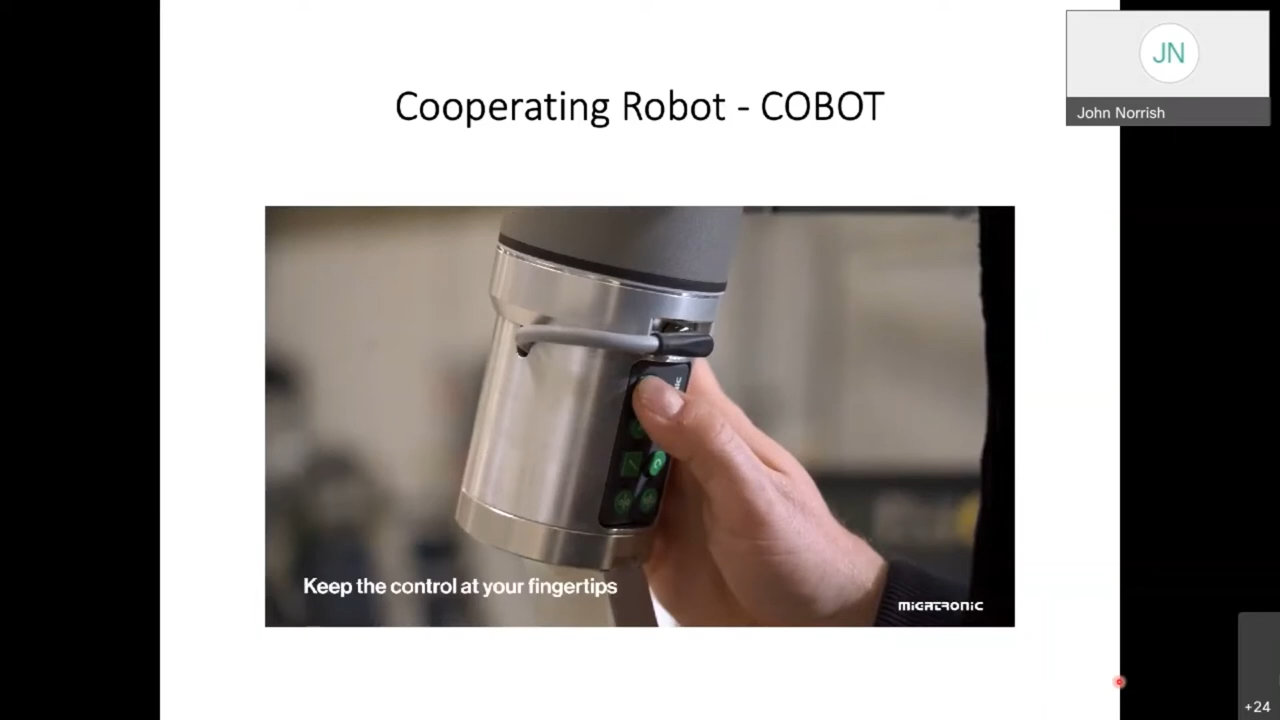 Cooperating Robot - COBOT
JN
John Norrish
Keep the control at your fingertips
MIGATRONIC
+24